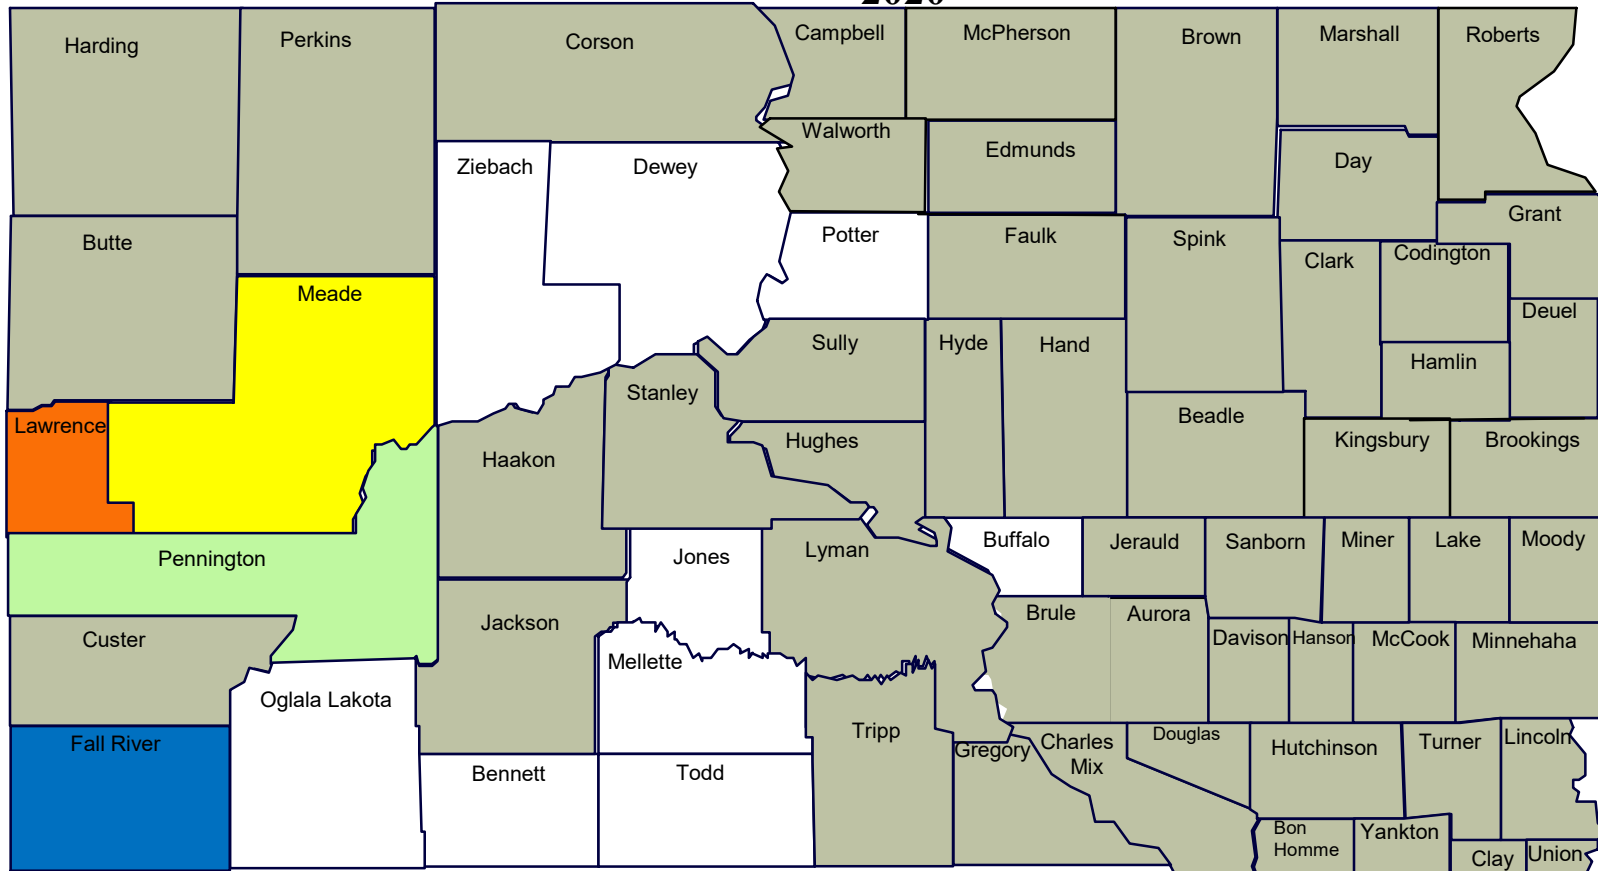 2020
Harding
Perkins
Corson
Campbell
McPherson
Brown
Marshall
Roberts
Walworth
Edmunds
Day
Ziebach
Dewey
Grant
Butte
Potter
Faulk
Spink
Clark
Codington
Meade
Deuel
Sully
Hyde
Hand
Hamlin
Stanley
Lawrence
Beadle
Hughes
Kingsbury
Brookings
Haakon
Pennington
Jones
Lyman
Buffalo
Jerauld
Sanborn
Miner
Lake
Moody
Custer
Jackson
Brule
Aurora
Davison
Hanson
McCook
Minnehaha
Mellette
Oglala Lakota
Fall River
Tripp
Gregory
Charles
Mix
Douglas
Hutchinson
Turner
Lincoln
Bennett
Todd
Bon
Homme
Yankton
Clay
Union